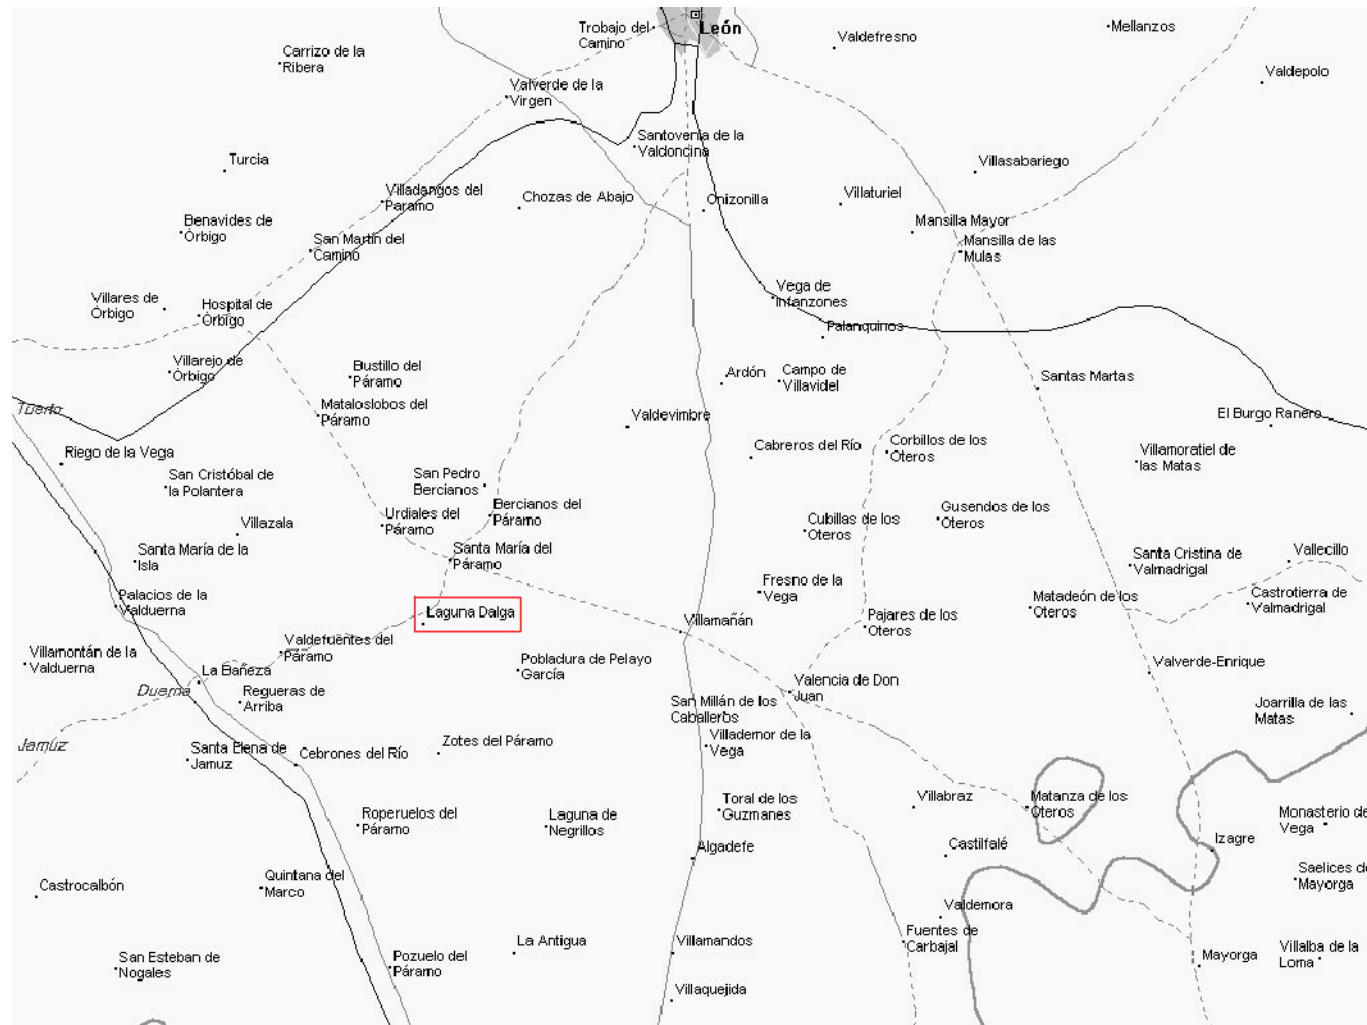 Trobajo del
Camino
León
Mellanzos
Valdefresno
Carrizo de la
Ribera
Valdepolo
Valverde de la
Virgen
Santovenia de la
Valdoncina
Turcia
Villasabariego
Villadangos del
Páramo
Chozas de Abajo
Onizonilla
Villaturiel
Benavides de
Órbigo
Mansilla Mayor
San Martín del
Camino
Mansilla de las
Mulas
Villares de
Órbigo
Hospital de
Órbigo
Vega de
Infanzones
Palanquinos
Villarejo de
Órbigo
Bustillo del
Páramo
Ardón
Campo de
Villavidel
Santas Martas
Tuerto
Mataloslobos del
Páramo
Valdevimbre
El Burgo Ranero
Riego de la Vega
Cabreros del Río
Corbillos de los
Oteros
Villamoratiel de
las Matas
San Cristóbal de
la Polantera
San Pedro
Bercianos
Bercianos del
Páramo
Urdiales del
Páramo
Villazala
Cubillas de los
Oteros
Gusendos de los
Oteros
Santa María de la
Isla
Santa María del
Páramo
Santa Cristina de
Valmadrigal
Vallecillo
Palacios de la
Valduerna
Laguna Dalga
Fresno de la
Vega
Matadeón de los
Oteros
Castrotierra de
Valmadrigal
Villamañán
Pajares de los
Oteros
Villamontán de la
Valduerna
Valdefuentes del
Páramo
La Bañeza
Pobladura de Pelayo
García
Valverde-Enrique
Duerna
Regueras de
Arriba
Valencia de Don
Juan
San Millán de los
Caballeros
Joarrilla de las
Matas
Jamuz
Santa Elena de
Jamuz
Cebrones del Río
Zotes del Páramo
Villademor de la
Vega
Roperuelos del
Páramo
Laguna de
Negrillos
Toral de los
Guzmanes
Villabraz
Matanza de los
Oteros
Monasterio de
Vega
Izagre
Algadefe
Castilfalé
Castrocalbón
Quintana del
Marco
Saelices de
Mayorga
Valdemora
San Esteban de
Nogales
Pozuelo del
Páramo
La Antigua
Villamandos
Fuentes de
Carbajal
Mayorga
Villalba de la
Loma
Villaquejida